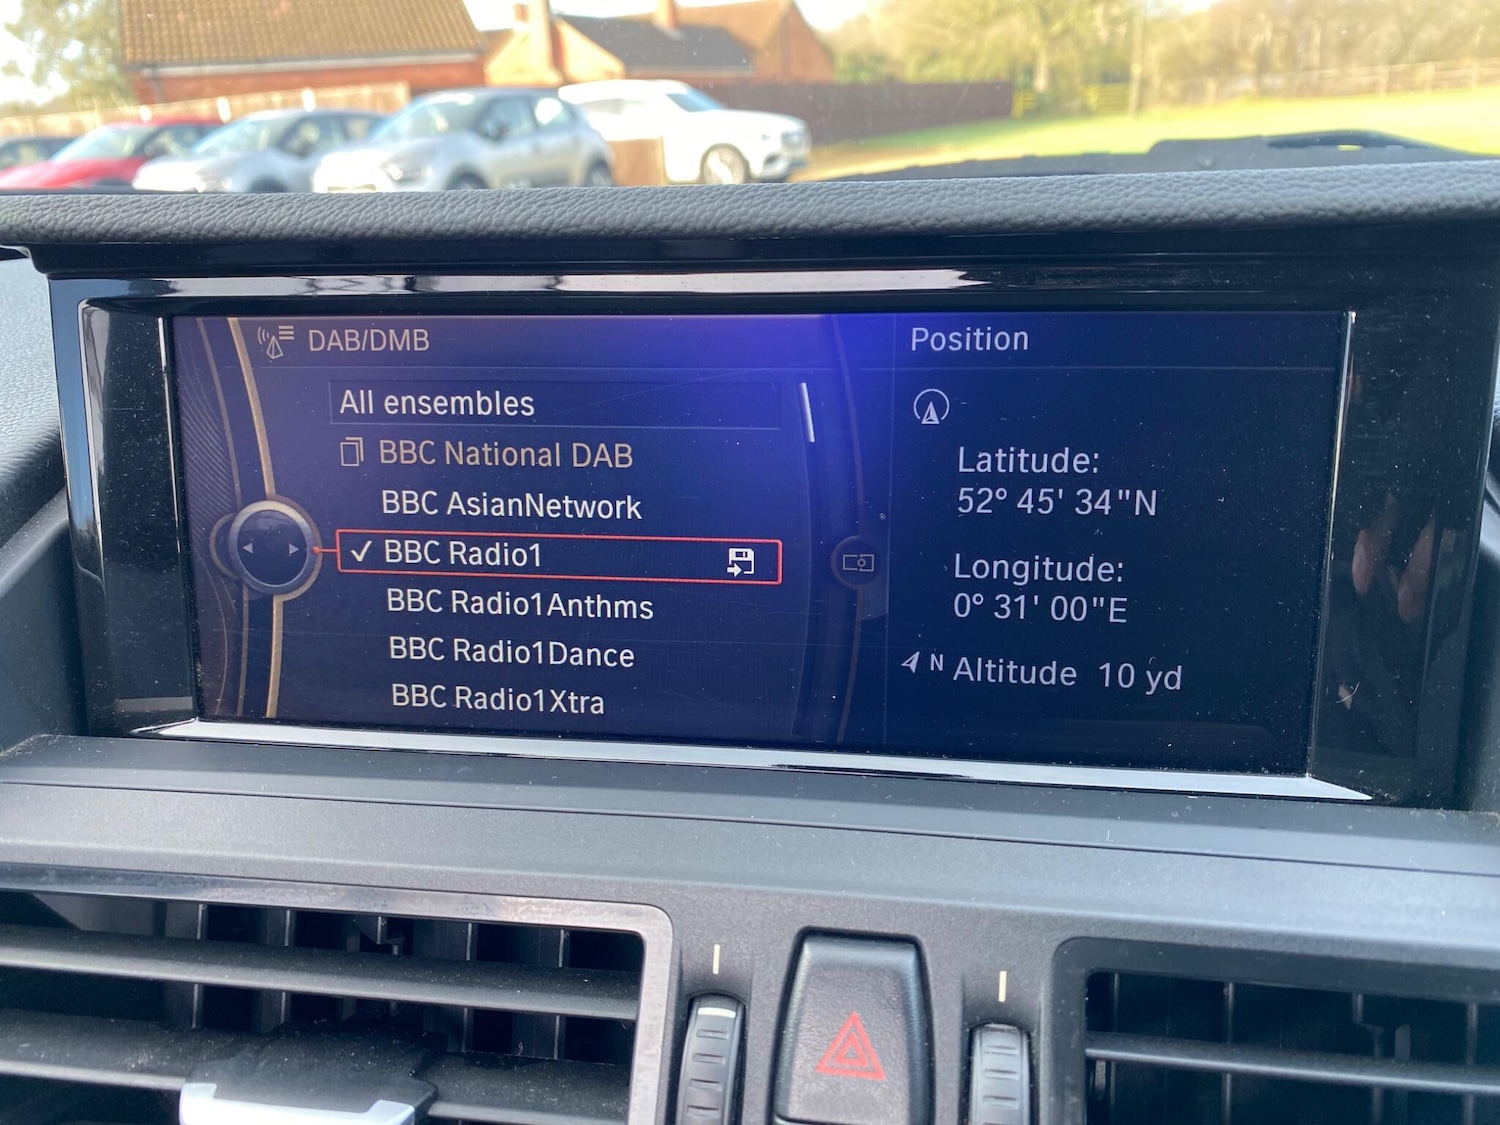 DAB/DMB
All ensembles
BBC National DAB
BBC AsianNetwork
✓ BBC Radio1
BBC Radio1Anthms
BBC Radio1Dance
BBC Radio1Xtra
Position
Latitude:
52° 45' 34"N
Longitude:
0° 31' 00"E
N Altitude 10 yd